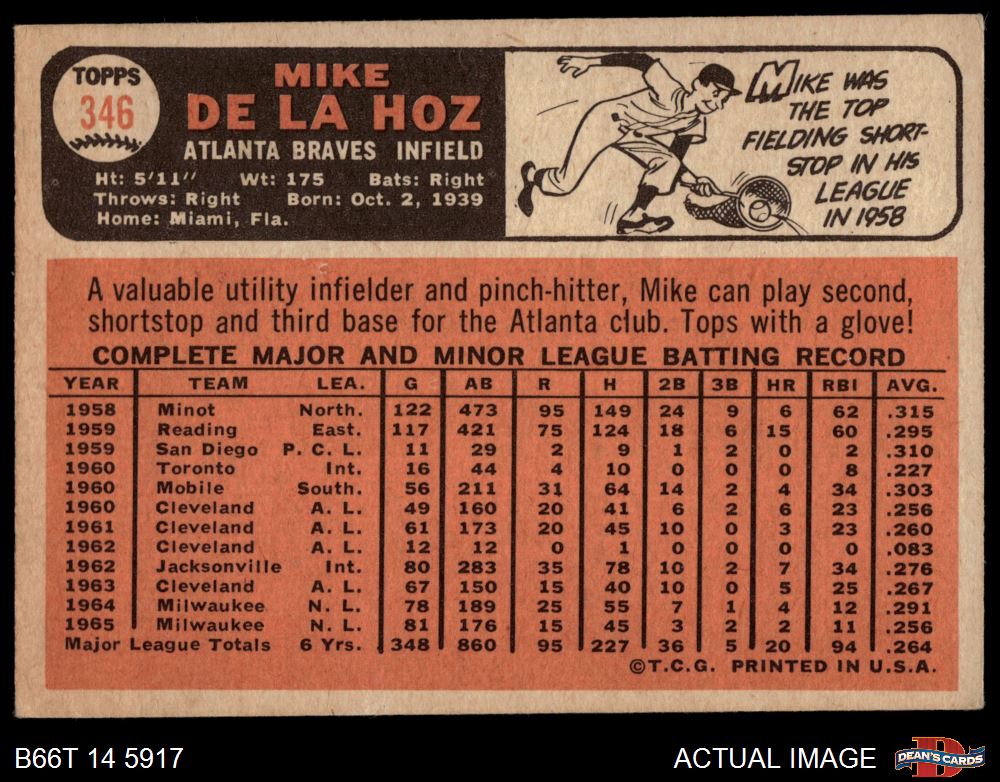 TOPPS
346
MIKE
DE LA HOZ
ATLANTA BRAVES INFIELD
Ht: 5'11" Wt: 175 Bats: Right
Throws: Right Born: Oct. 2, 1939
Home: Miami, Fla.
MIKE WAS
THE TOP
FIELDING SHORT-
STOP IN HIS
LEAGUE
IN 1958
A valuable utility infielder and pinch-hitter, Mike can play second,
shortstop and third base for the Atlanta club. Tops with a glove!
COMPLETE MAJOR AND MINOR LEAGUE BATTING RECORD
YEAR TEAM LEA. G AB R H 2B 3B HR RBI AVG.
1958 Minot North. 122 473 95 149 24 9 6 62 .315
1959 Reading East. 117 421 75 124 18 6 15 60 .295
1959 San Diego P. C. L. 11 29 2 9 1 2 0 2 .310
1960 Toronto Int. 16 44 4 10 0 0 0 8 .227
1960 Mobile South. 56 211 31 64 14 2 4 34 .303
1960 Cleveland A. L. 49 160 20 41 6 2 6 23 .256
1961 Cleveland A. L. 61 173 20 45 10 0 3 23 .260
1962 Cleveland A. L. 12 12 0 1 0 0 0 0 .083
1962 Jacksonville Int. 80 283 35 78 10 2 7 34 .276
1963 Cleveland A. L. 67 150 15 40 10 0 5 25 .267
1964 Milwaukee N. L. 78 189 25 55 7 1 4 12 .291
1965 Milwaukee N. L. 81 176 15 45 3 2 2 11 .256
Major League Totals 6 Yrs. 348 860 95 227 36 5 20 94 .264
©T.C.G. PRINTED IN U.S.A.
B66T 14 5917
ACTUAL IMAGE
D
DEAN'S CARDS